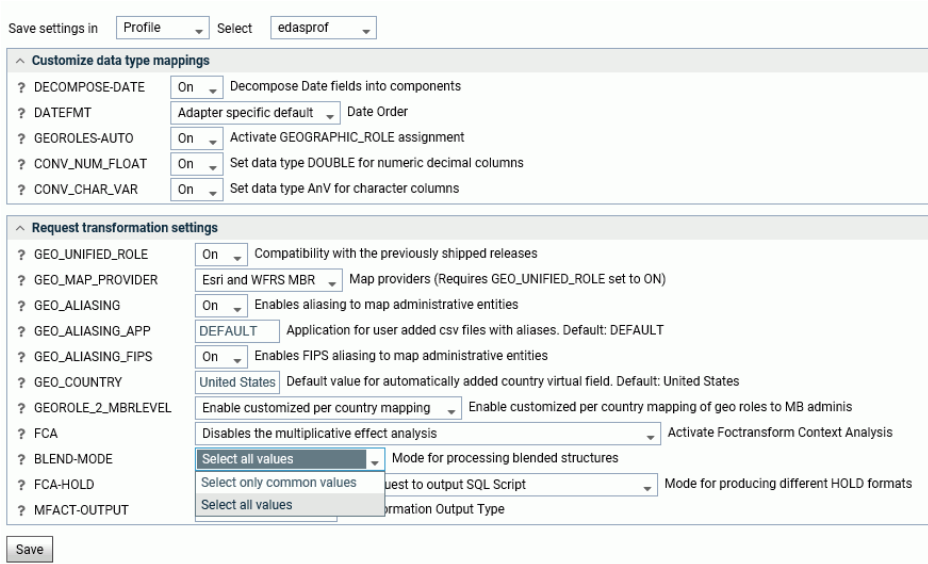 Save settings in Profile Select edasprof
Customize data type mappings
? DECOMPOSE-DATE On Decompose Date fields into components
? DATEFMT Adapter specific default Date Order
? GEOROLES-AUTO On Activate GEOGRAPHIC_ROLE assignment
? CONV_NUM_FLOAT On Set data type DOUBLE for numeric decimal columns
? CONV_CHAR_VAR On Set data type AnV for character columns
Request transformation settings
? GEO_UNIFIED_ROLE On Compatibility with the previously shipped releases
? GEO_MAP_PROVIDER Esri and WFRS MBR Map providers (Requires GEO_UNIFIED_ROLE set to ON)
? GEO_ALIASING On Enables aliasing to map administrative entities
? GEO_ALIASING_APP DEFAULT Application for user added csv files with aliases. Default: DEFAULT
? GEO_ALIASING_FIPS On Enables FIPS aliasing to map administrative entities
? GEO_COUNTRY United States Default value for automatically added country virtual field. Default: United States
? GEOROLE_2_MBRLEVEL Enable customized per country mapping Enable customized per country mapping of geo roles to MB adminis
? FCA Disables the multiplicative effect analysis Activate Foctransform Context Analysis
? BLEND-MODE Select all values Mode for processing blended structures
? FCA-HOLD Select only common values uest to output SQL Script Mode for producing different HOLD formats
? MFACT-OUTPUT Select all values rmation Output Type
Save